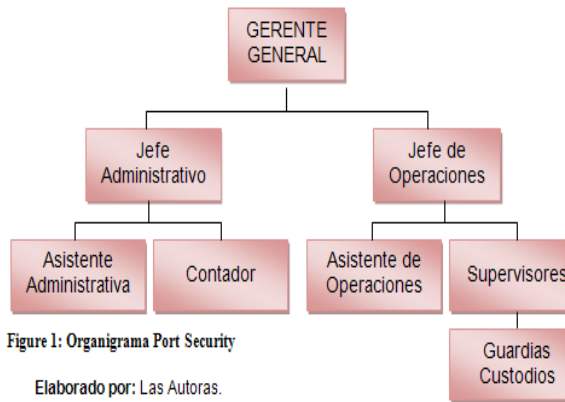 GERENTE
GENERAL
Jefe
Administrativo
Jefe de
Operaciones
Asistente
Administrativa
Contador
Asistente de
Operaciones
Supervisores
Guardias
Custodios
Figure 1: Organigrama Port Security
Elaborado por: Las Autoras.